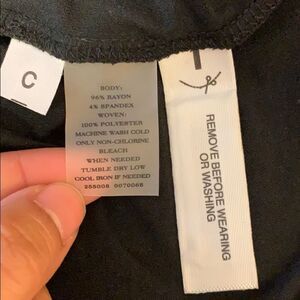 C
BODY:
96% RAYON
4% SPANDEX
WOVEN:
100% POLYESTER
MACHINE WASH COLD
ONLY NON-CHLORINE
BLEACH
WHEN NEEDED
TUMBLE DRY LOW
COOL IRON IF NEEDED
255008 0070068
REMOVE BEFORE WEARING
OR WASHING